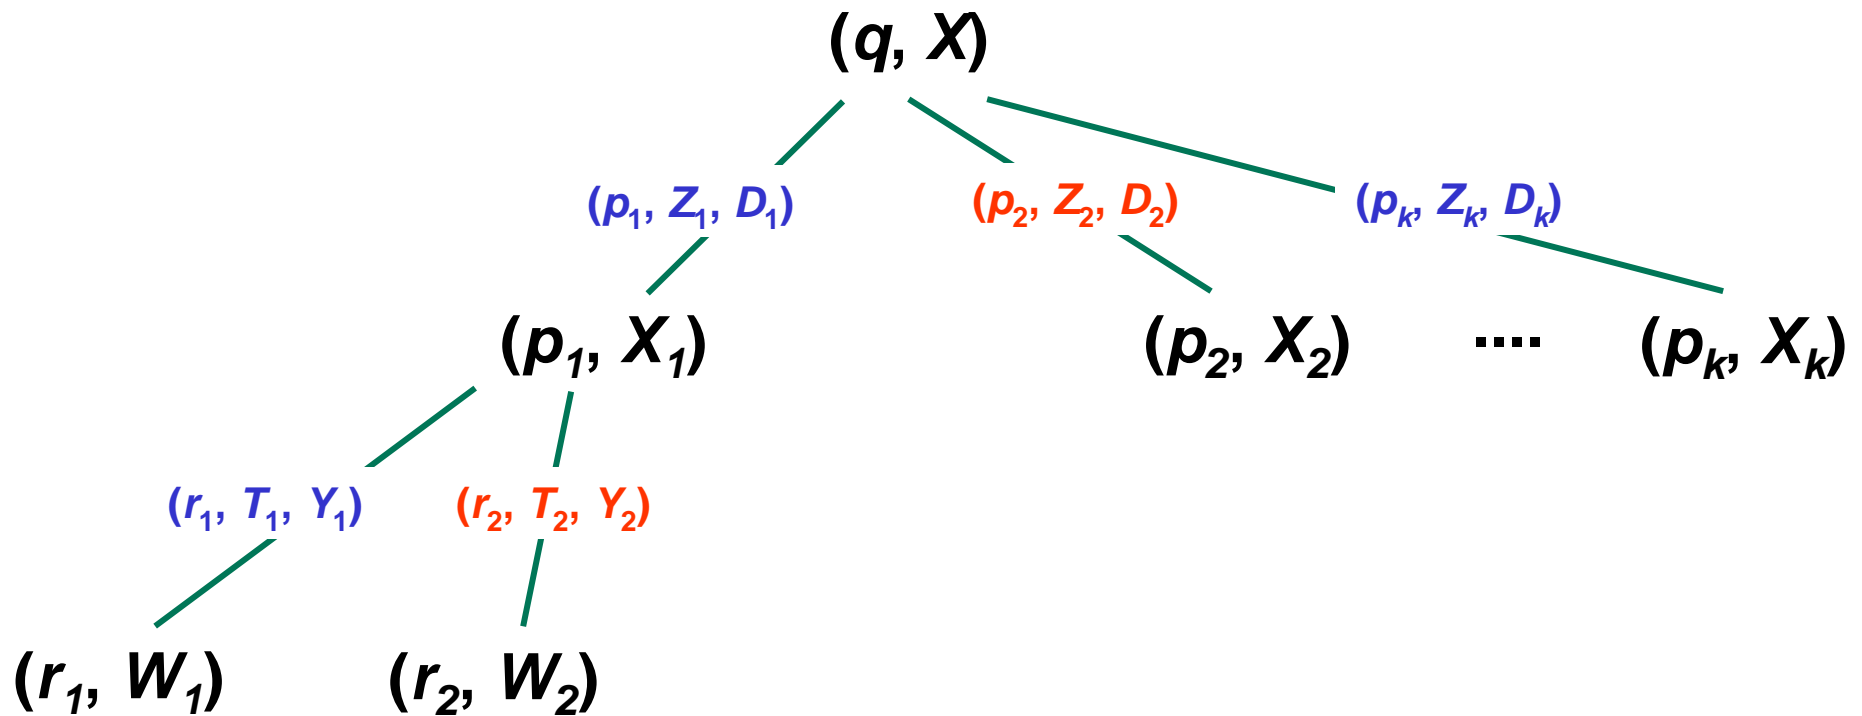 (q, X)
(p₁, Z₁, D₁) (p₂, Z₂, D₂) (pₖ, Zₖ, Dₖ)
(p₁, X₁) (p₂, X₂) .... (pₖ, Xₖ)
(r₁, T₁, Y₁) (r₂, T₂, Y₂)
(r₁, W₁) (r₂, W₂)